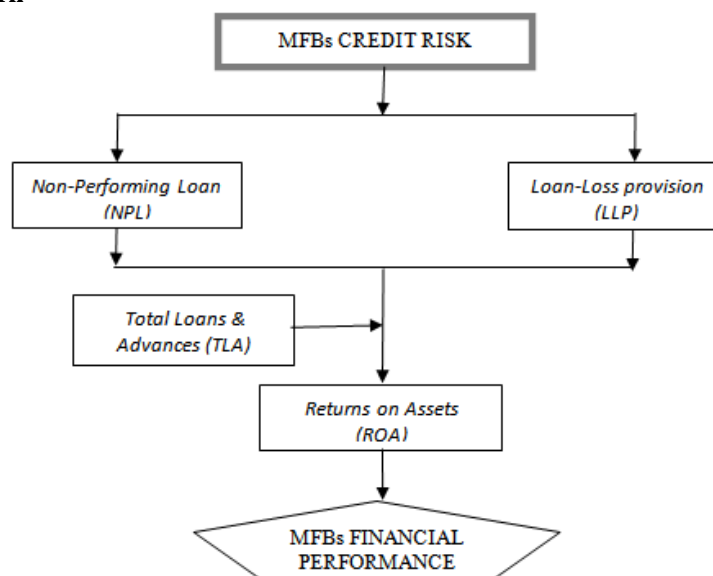 MFBs CREDIT RISK
Non-Performing Loan
(NPL)
Loan-Loss provision
(LLP)
Total Loans &
Advances (TLA)
Returns on Assets
(ROA)
MFBs FINANCIAL
PERFORMANCE